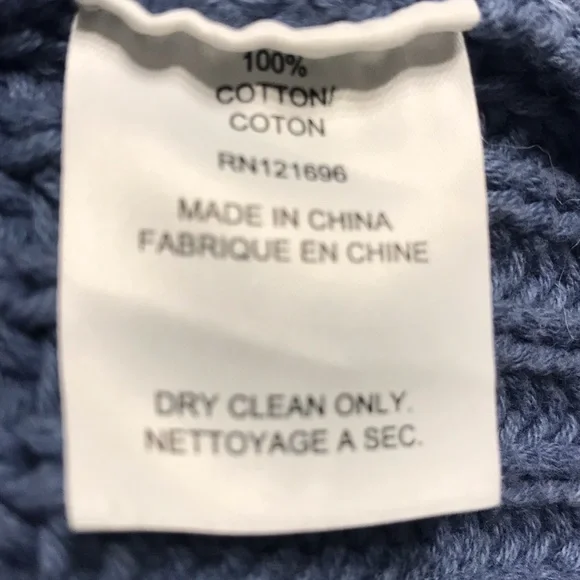 100%
COTTON/
COTON
RN121696
MADE IN CHINA
FABRIQUE EN CHINE
DRY CLEAN ONLY.
NETTOYAGE A SEC.